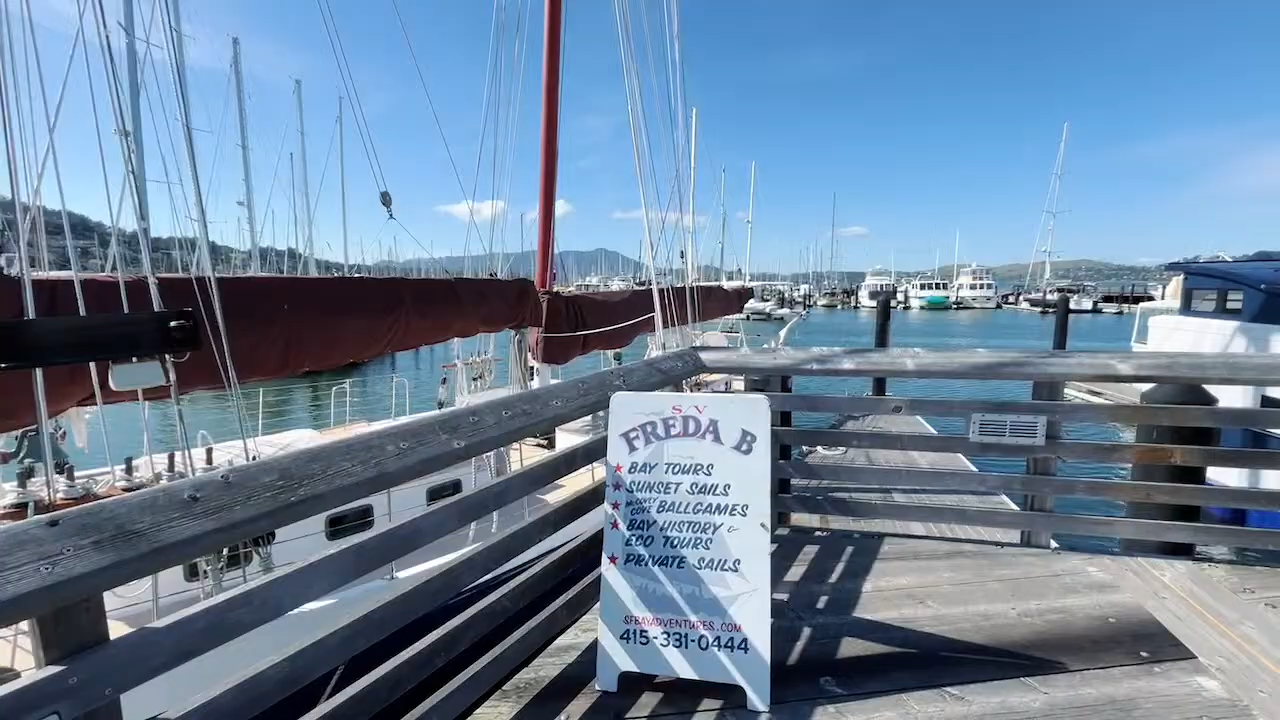 S/V
FREDA B
BAY TOURS
SUNSET SAILS
MCCOVEY
COVE BALLGAMES
BAY HISTORY &
ECO TOURS
PRIVATE SAILS
SFBAYADVENTURES.COM
415-331-0444